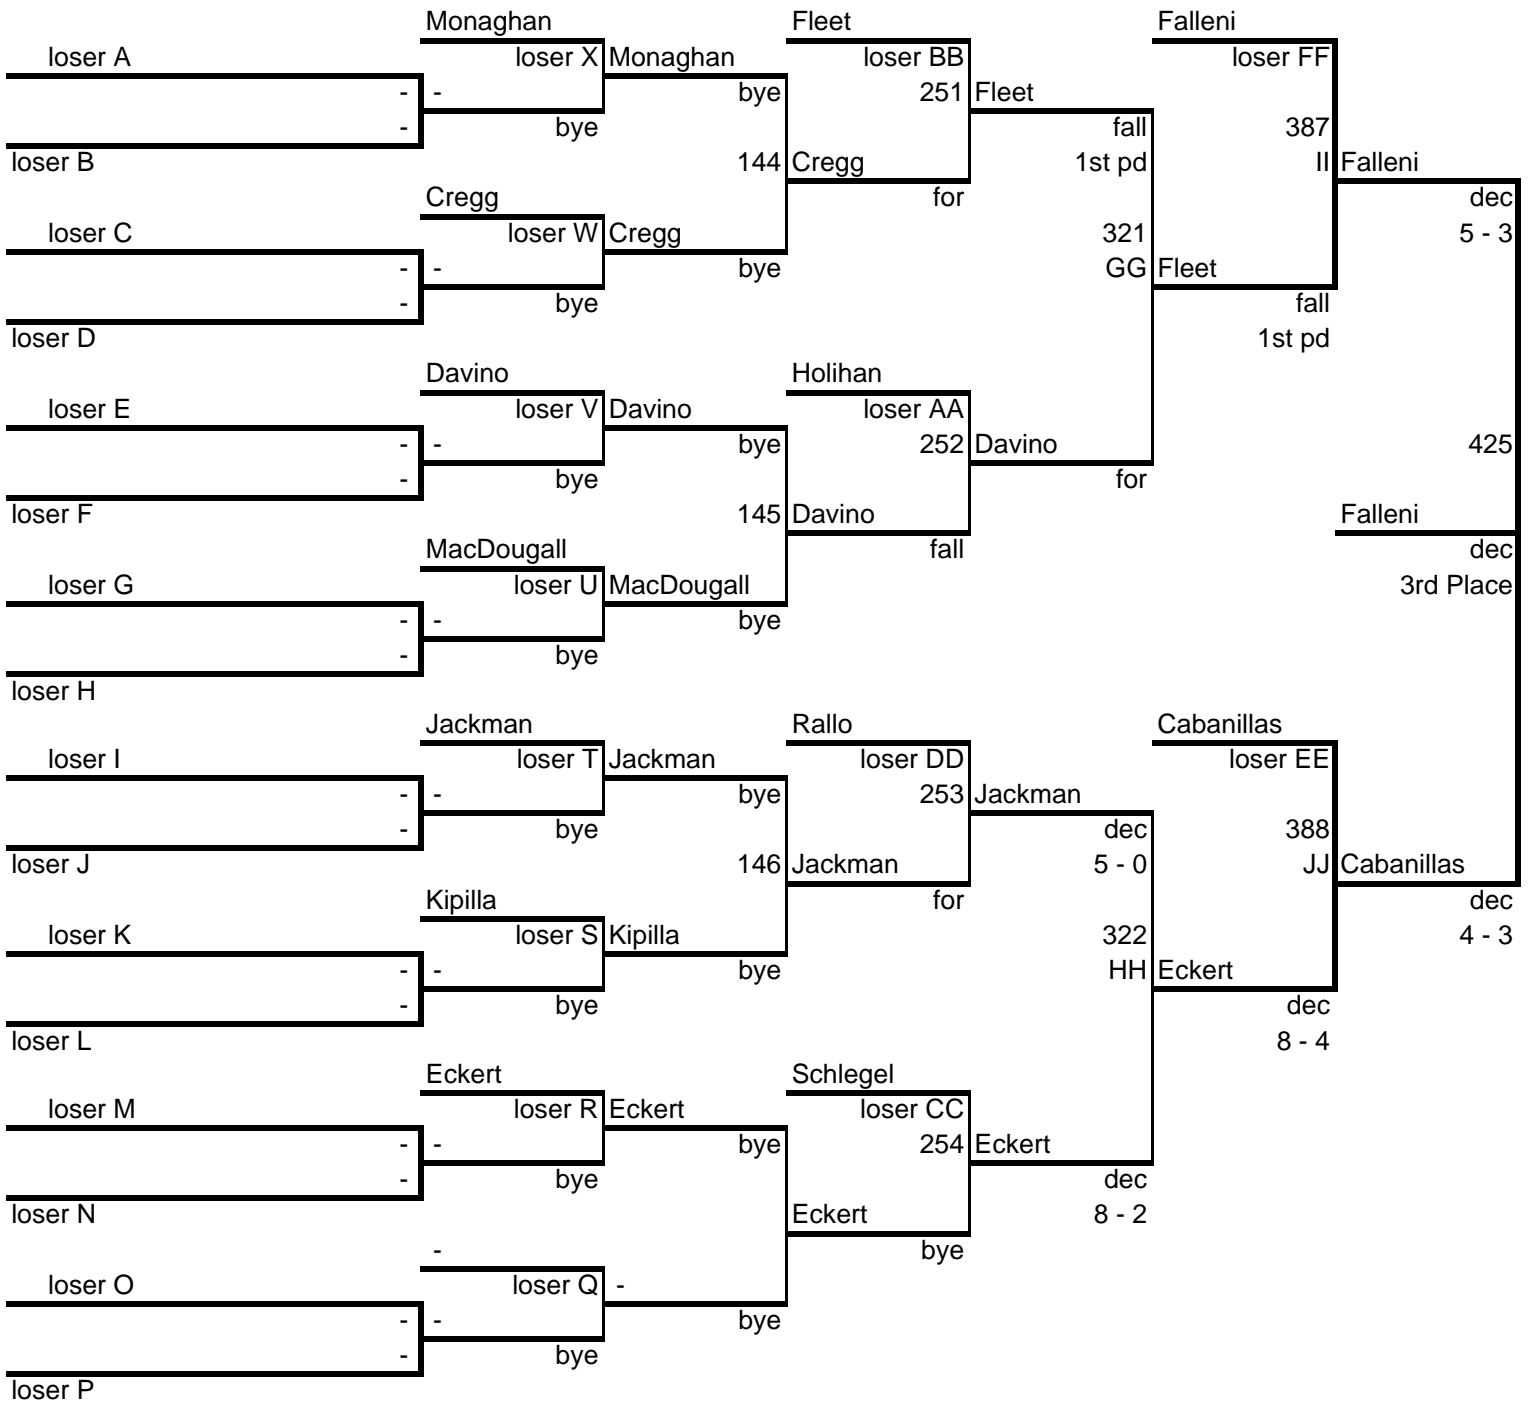 Monaghan Fleet Falleni
loser A loser X Monaghan loser BB loser FF
- - bye 251 Fleet
- bye fall 387
loser B 144 Cregg 1st pd II Falleni
Cregg for dec
loser C loser W Cregg 321 5 - 3
- - bye GG Fleet
- bye fall
loser D 1st pd
Davino Holihan
loser E loser V Davino loser AA
- - bye 252 Davino 425
- bye for
loser F 145 Davino Falleni
MacDougall fall dec
loser G loser U MacDougall 3rd Place
- - bye
- bye
loser H
Jackman Rallo Cabanillas
loser I loser T Jackman loser DD loser EE
- - bye 253 Jackman
- bye dec 388
loser J 146 Jackman 5 - 0 JJ Cabanillas
Kipilla for dec
loser K loser S Kipilla 322 4 - 3
- - bye HH Eckert
- bye dec
loser L 8 - 4
Eckert Schlegel
loser M loser R Eckert loser CC
- - bye 254 Eckert
- bye dec
loser N Eckert 8 - 2
- bye
loser O loser Q -
- - bye
- bye
loser P